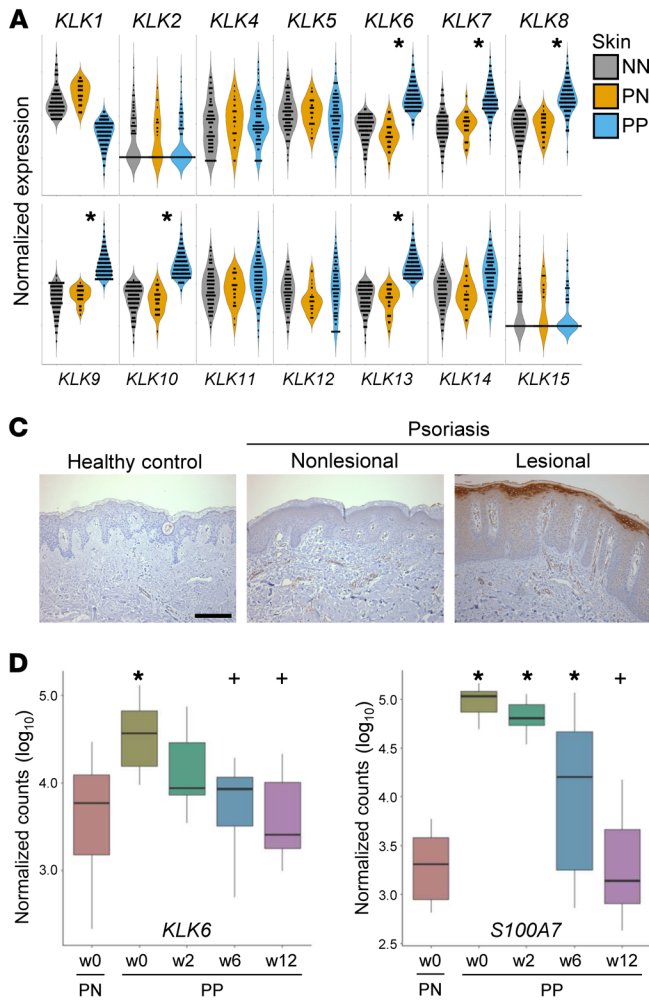 A
KLK1 KLK2 KLK4 KLK5 KLK6 KLK7 KLK8
* * *
Skin
NN
PN
PP
Normalized expression
* * *
KLK9 KLK10 KLK11 KLK12 KLK13 KLK14 KLK15
C
Psoriasis
Healthy control Nonlesional Lesional
D
* + +
Normalized counts (log10)
5.0
4.0
3.0
KLK6
w0 w0 w2 w6 w12
PN PP
* * * +
Normalized counts (log10)
5.0
4.5
4.0
3.5
3.0
2.5
S100A7
w0 w0 w2 w6 w12
PN PP